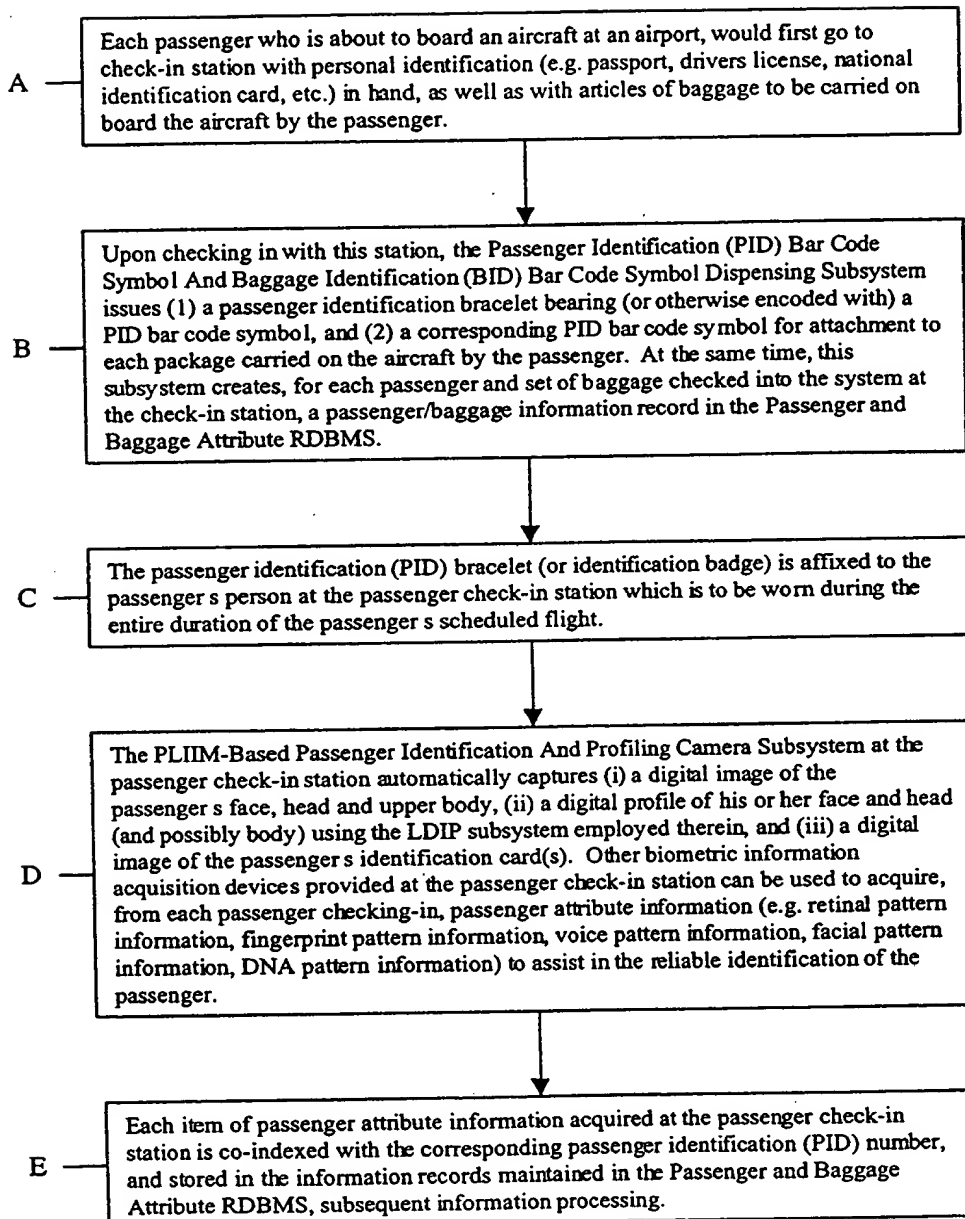 Each passenger who is about to board an aircraft at an airport, would first go to
check-in station with personal identification (e.g. passport, drivers license, national
A
identification card, etc.) in hand, as well as with articles of baggage to be carried on
board the aircraft by the passenger.
Upon checking in with this station, the Passenger Identification (PID) Bar Code
Symbol And Baggage Identification (BID) Bar Code Symbol Dispensing Subsystem
issues (1) a passenger identification bracelet bearing (or otherwise encoded with) a
PID bar code symbol, and (2) a corresponding PID bar code symbol for attachment to
B
each package carried on the aircraft by the passenger. At the same time, this
subsystem creates, for each passenger and set of baggage checked into the system at
the check-in station, a passenger/baggage information record in the Passenger and
Baggage Attribute RDBMS.
The passenger identification (PID) bracelet (or identification badge) is affixed to the
C
passenger s person at the passenger check-in station which is to be worn during the
entire duration of the passenger s scheduled flight.
The PLIIM-Based Passenger Identification And Profiling Camera Subsystem at the
passenger check-in station automatically captures (i) a digital image of the
passenger s face, head and upper body, (ii) a digital profile of his or her face and head
(and possibly body) using the LDIP subsystem employed therein, and (iii) a digital
image of the passenger s identification card(s). Other biometric information
D
acquisition devices provided at the passenger check-in station can be used to acquire,
from each passenger checking-in, passenger attribute information (e.g. retinal pattern
information, fingerprint pattern information, voice pattern information, facial pattern
information, DNA pattern information) to assist in the reliable identification of the
passenger.
Each item of passenger attribute information acquired at the passenger check-in
station is co-indexed with the corresponding passenger identification (PID) number,
E
and stored in the information records maintained in the Passenger and Baggage
Attribute RDBMS, subsequent information processing.